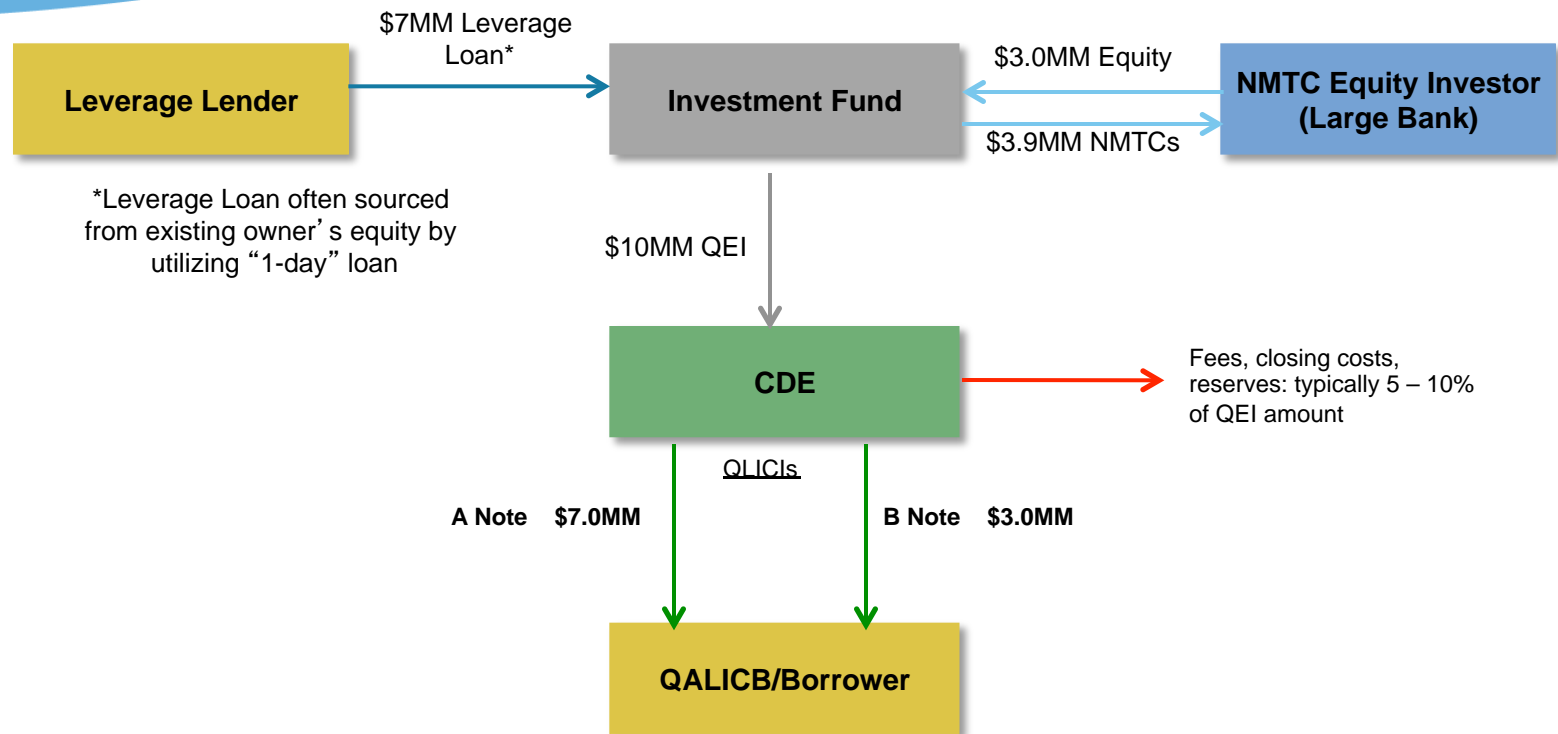 $7MM Leverage
Loan*
Leverage Lender
Investment Fund
$3.0MM Equity
$3.9MM NMTCs
NMTC Equity Investor
(Large Bank)
*Leverage Loan often sourced
from existing owner’s equity by
utilizing “1-day” loan
$10MM QEI
CDE
Fees, closing costs,
reserves: typically 5 – 10%
of QEI amount
QLICIs
A Note $7.0MM
B Note $3.0MM
QALICB/Borrower